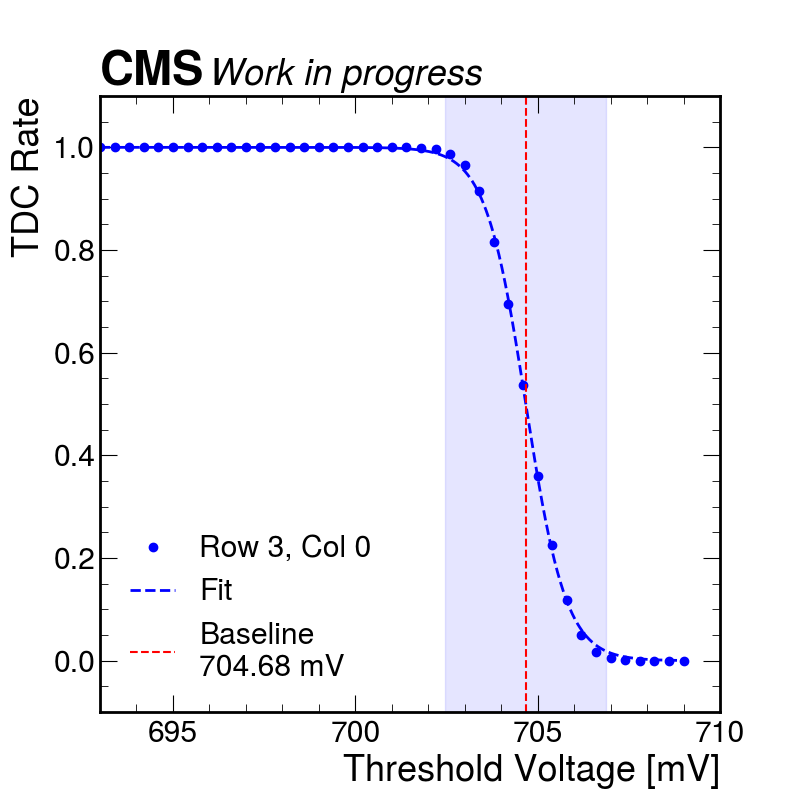 CMS Work in progress
TDC Rate
1.0
0.8
0.6
0.4
0.2
0.0
Row 3, Col 0
Fit
Baseline
704.68 mV
695 700 705 710
Threshold Voltage [mV]